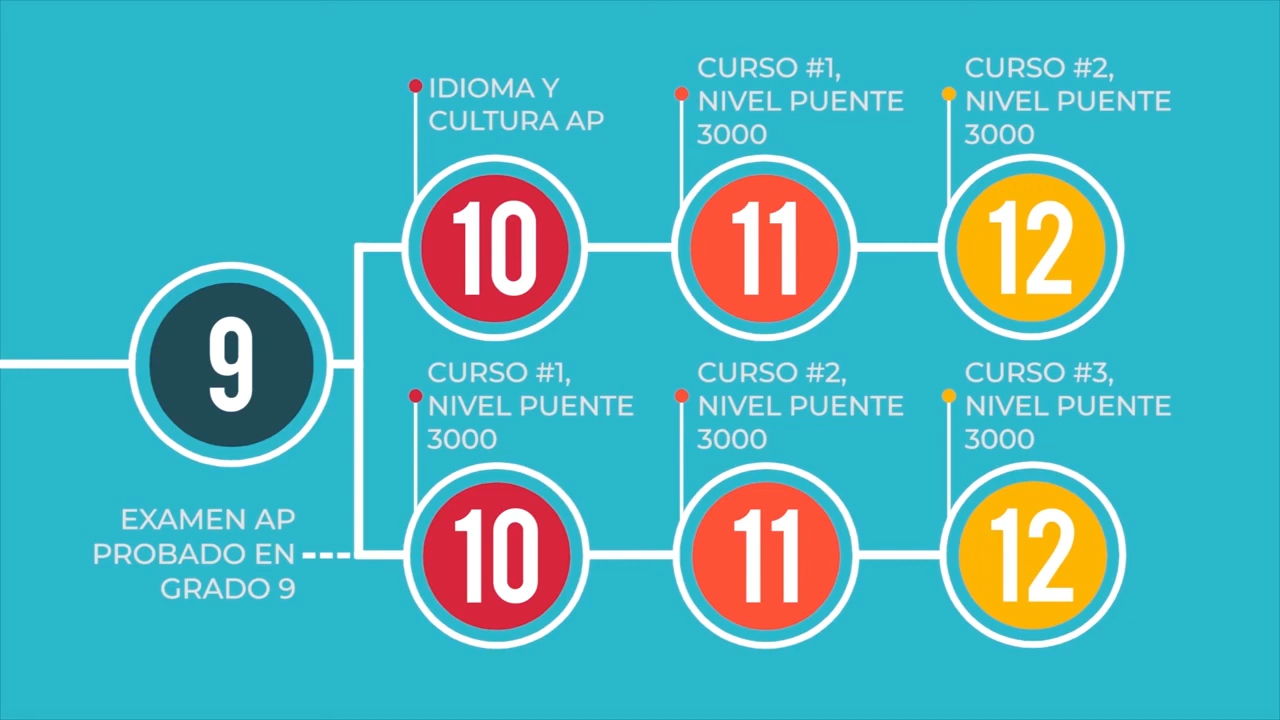 IDIOMA Y
CULTURA AP
CURSO #1,
NIVEL PUENTE
3000
CURSO #2,
NIVEL PUENTE
3000
10
11
12
9
CURSO #1,
NIVEL PUENTE
3000
CURSO #2,
NIVEL PUENTE
3000
CURSO #3,
NIVEL PUENTE
3000
EXAMEN AP
PROBADO EN
GRADO 9
10
11
12